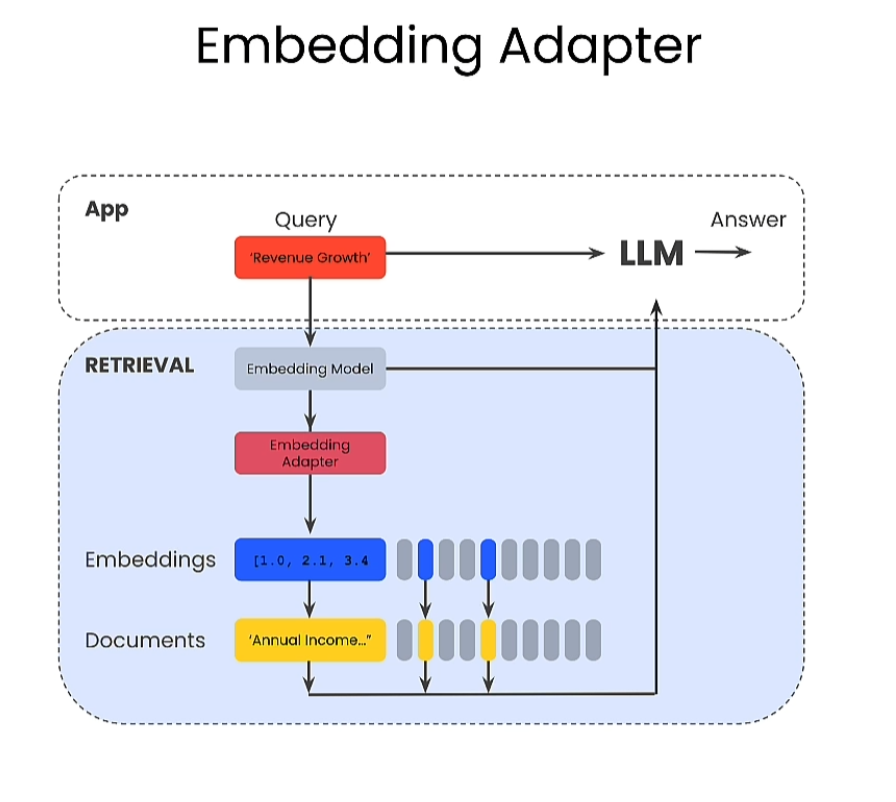 Embedding Adapter
App
Query
Answer
'Revenue Growth'
LLM
RETRIEVAL
Embedding Model
Embedding
Adapter
Embeddings
[1.0, 2.1, 3.4
Documents
'Annual Income..."